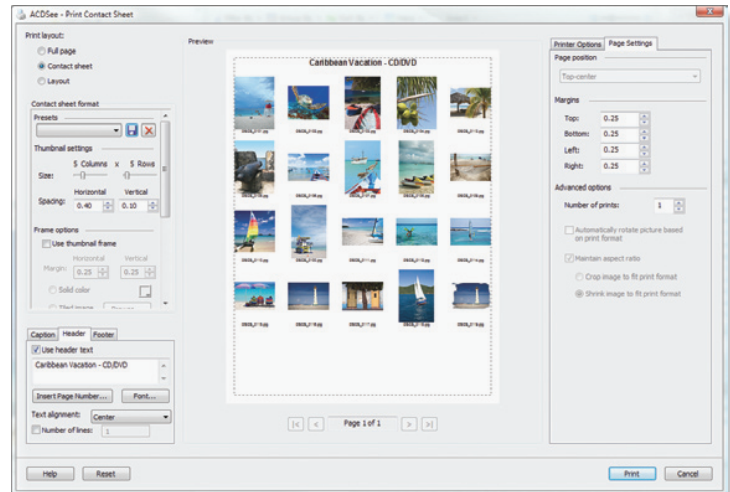 ACDSee - Print Contact Sheet
Print layout:
Full page
Contact sheet
Layout
Contact sheet format
Presets
Thumbnail settings
5 Columns x 5 Rows
Size:
Horizontal Vertical
Spacing: 0.40 0.10
Frame options
Use thumbnail frame
Horizontal Vertical
Margin: 0.25 0.25
Solid color
Tiled image
Caption Header Footer
Use header text
Caribbean Vacation - CD/DVD
Insert Page Number... Font...
Text alignment: Center
Number of lines: 1
Help Reset
Preview
Caribbean Vacation - CD/DVD
Page 1 of 1
Printer Options Page Settings
Page position
Top-center
Margins
Top: 0.25
Bottom: 0.25
Left: 0.25
Right: 0.25
Advanced options
Number of prints: 1
Automatically rotate picture based
on print format
Maintain aspect ratio
Crop image to fit print format
Shrink image to fit print format
Print Cancel